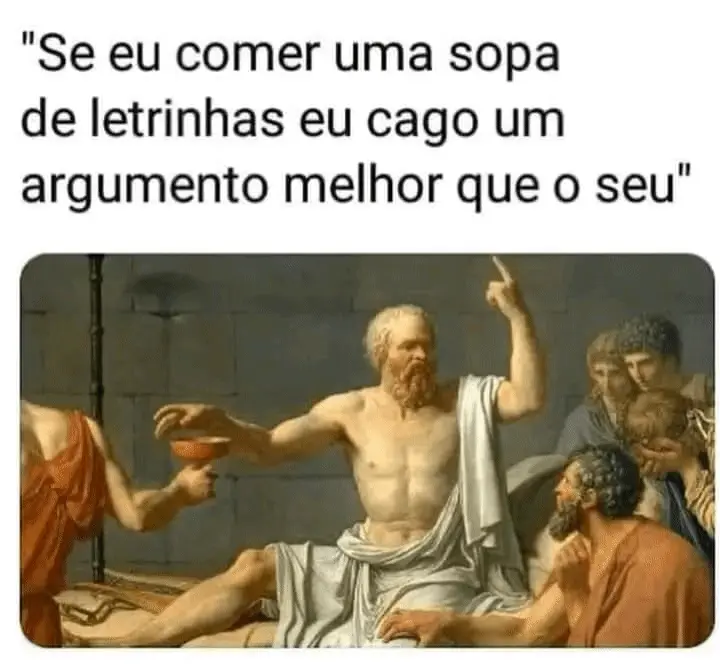 "Se eu comer uma sopa
de letrinhas eu cago um
argumento melhor que o seu"